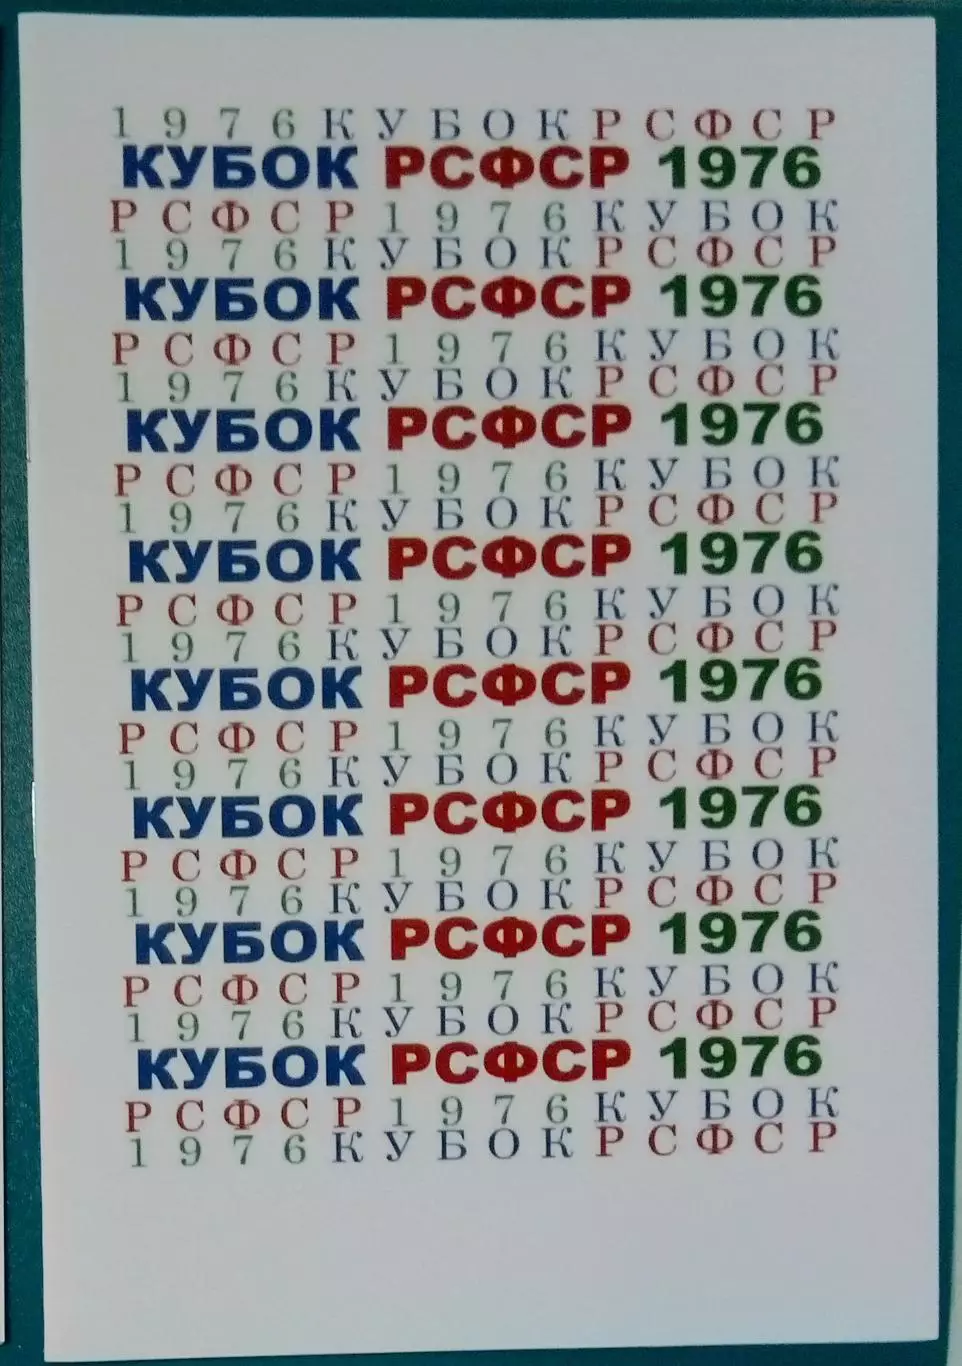 1 9 7 6 К У Б О К Р С Ф С Р
КУБОК РСФСР 1976
Р С Ф С Р 1 9 7 6 К У Б О К
1 9 7 6 К У Б О К Р С Ф С Р
КУБОК РСФСР 1976
Р С Ф С Р 1 9 7 6 К У Б О К
1 9 7 6 К У Б О К Р С Ф С Р
КУБОК РСФСР 1976
Р С Ф С Р 1 9 7 6 К У Б О К
1 9 7 6 К У Б О К Р С Ф С Р
КУБОК РСФСР 1976
Р С Ф С Р 1 9 7 6 К У Б О К
1 9 7 6 К У Б О К Р С Ф С Р
КУБОК РСФСР 1976
Р С Ф С Р 1 9 7 6 К У Б О К
1 9 7 6 К У Б О К Р С Ф С Р
КУБОК РСФСР 1976
Р С Ф С Р 1 9 7 6 К У Б О К
1 9 7 6 К У Б О К Р С Ф С Р
КУБОК РСФСР 1976
Р С Ф С Р 1 9 7 6 К У Б О К
1 9 7 6 К У Б О К Р С Ф С Р
КУБОК РСФСР 1976
Р С Ф С Р 1 9 7 6 К У Б О К
1 9 7 6 К У Б О К Р С Ф С Р